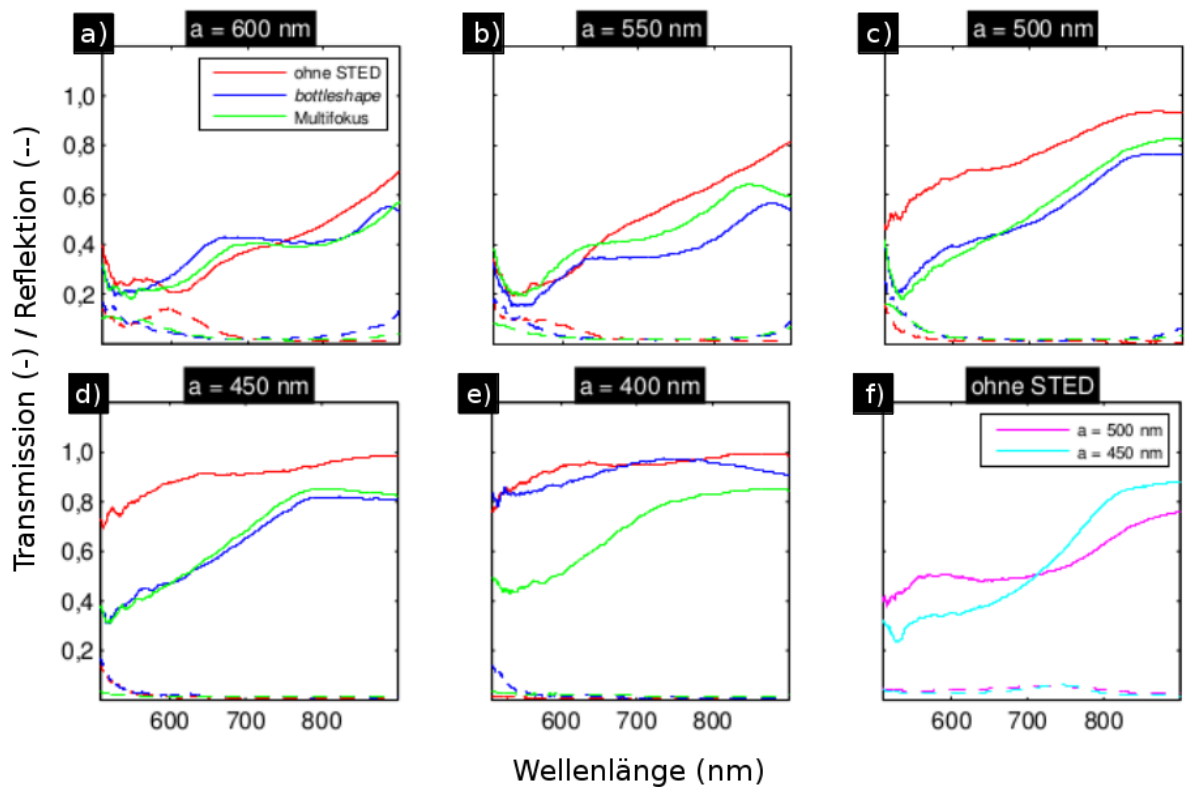 a) a = 600 nm
b) a = 550 nm
c) a = 500 nm
ohne STED
bottleshape
Multifokus
1,0
0,8
0,6
0,4
0,2
Transmission (-) / Reflektion (--)
d) a = 450 nm
e) a = 400 nm
f) ohne STED
a = 500 nm
a = 450 nm
1,0
0,8
0,6
0,4
0,2
600 700 800
600 700 800
600 700 800
Wellenlänge (nm)